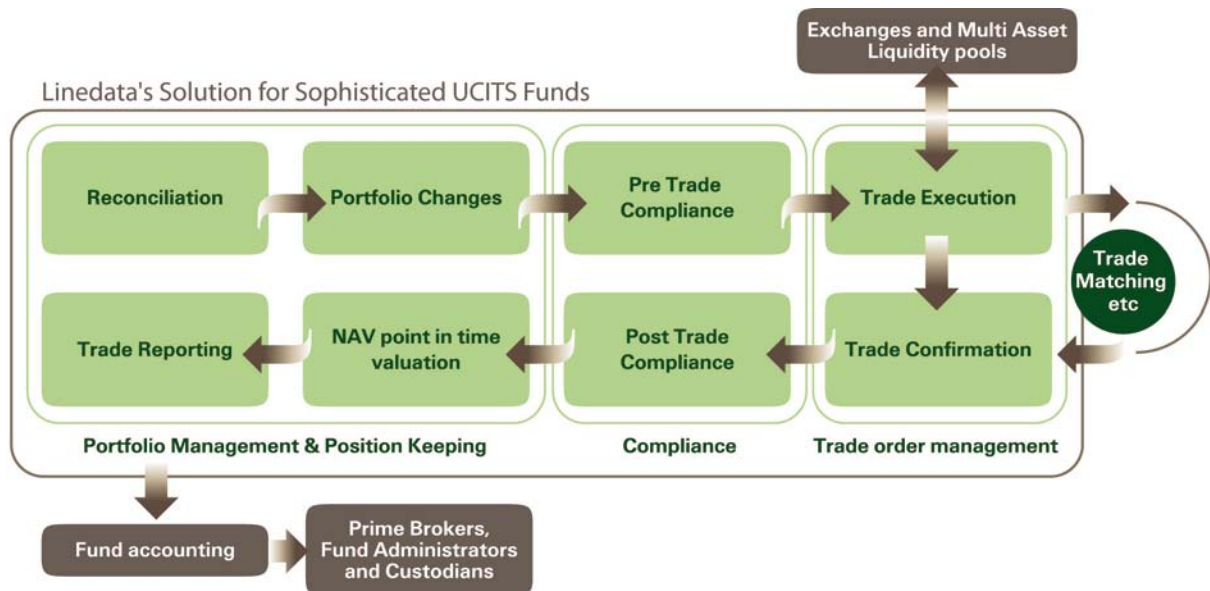 Exchanges and Multi Asset
Liquidity pools
Linedata's Solution for Sophisticated UCITS Funds
Reconciliation
Portfolio Changes
Pre Trade
Compliance
Trade Execution
Trade
Matching
etc
Trade Reporting
NAV point in time
valuation
Post Trade
Compliance
Trade Confirmation
Portfolio Management & Position Keeping
Compliance
Trade order management
Fund accounting
Prime Brokers,
Fund Administrators
and Custodians